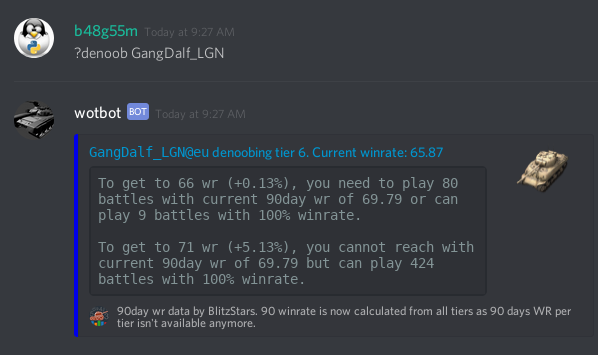 b48g55m Today at 9:27 AM
?denoob GangDalf_LGN
wotbot BOT Today at 9:27 AM
GangDalf_LGN@eu denoobing tier 6. Current winrate: 65.87
To get to 66 wr (+0.13%), you need to play 80
battles with current 90day wr of 69.79 or can
play 9 battles with 100% winrate.
To get to 71 wr (+5.13%), you cannot reach with
current 90day wr of 69.79 but can play 424
battles with 100% winrate.
90day wr data by BlitzStars. 90 winrate is now calculated from all tiers as 90 days WR per
tier isn't available anymore.